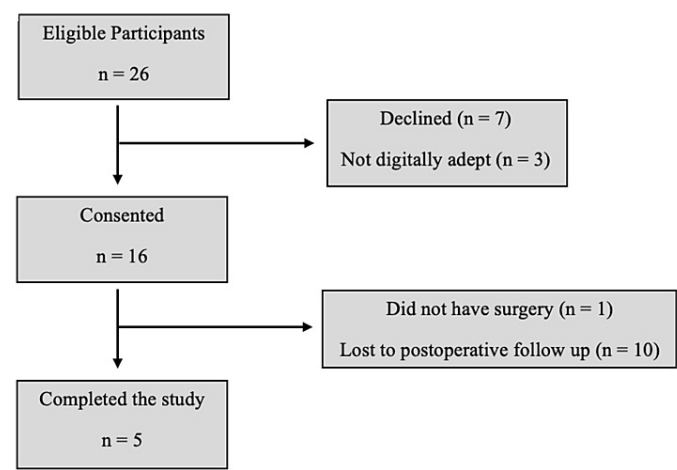 Eligible Participants
n = 26
Declined (n = 7)
Not digitally adept (n = 3)
Consented
n = 16
Did not have surgery (n = 1)
Lost to postoperative follow up (n = 10)
Completed the study
n = 5